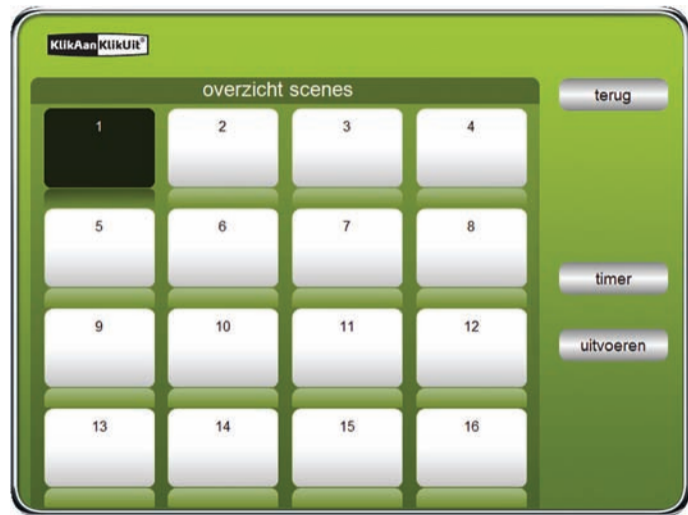 KlikAanKlikUit®
overzicht scenes
terug
1 2 3 4
5 6 7 8
timer
9 10 11 12
uitvoeren
13 14 15 16